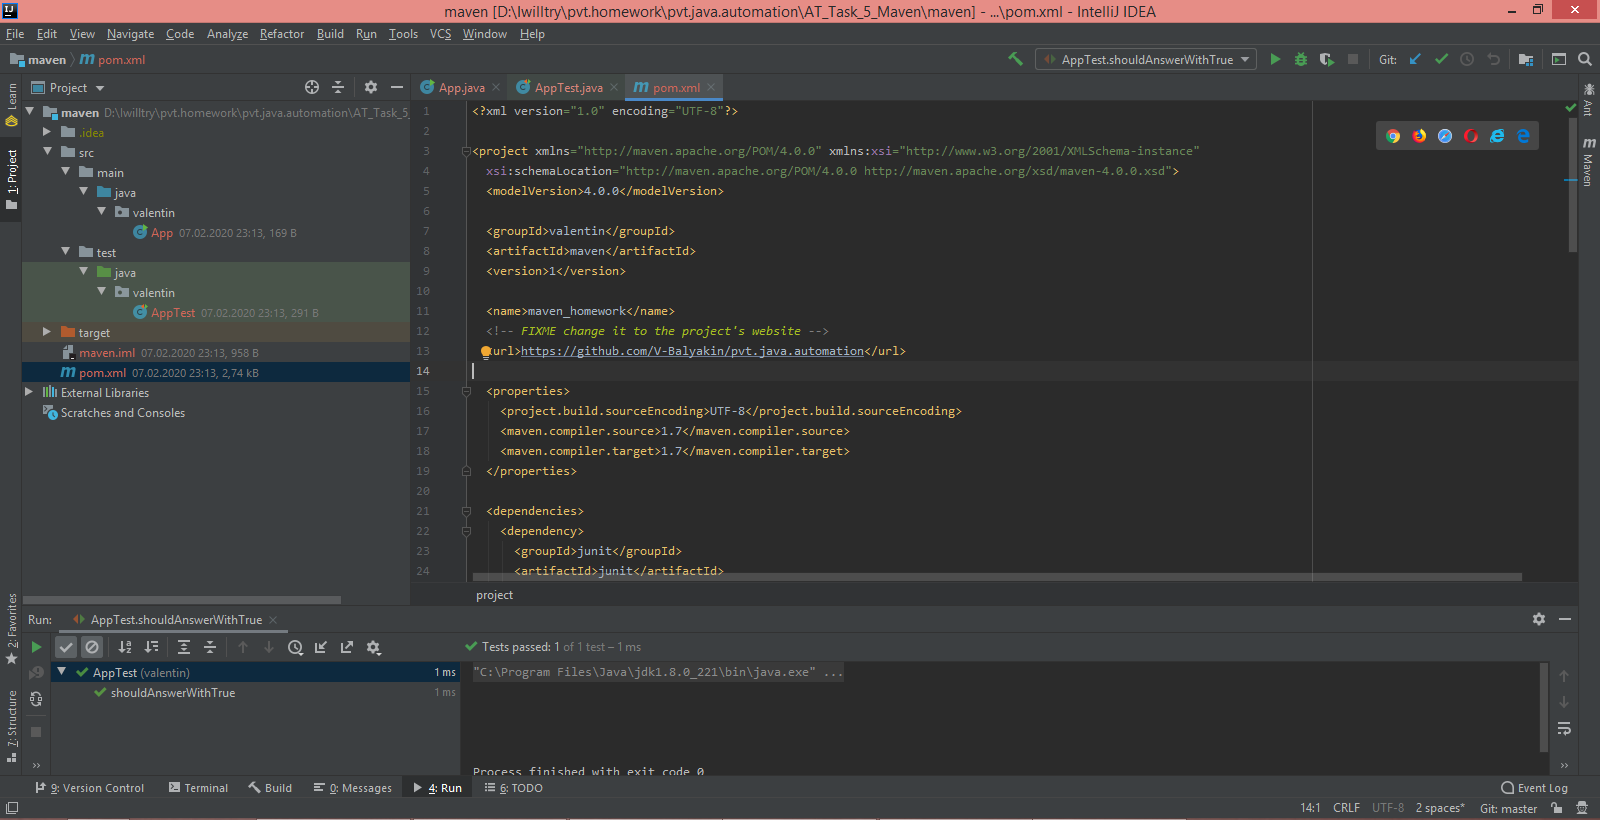 maven [D:\Iwilltry\pvt.homework\pvt.java.automation\AT_Task_5_Maven\maven] - ...\pom.xml - IntelliJ IDEA
File Edit View Navigate Code Analyze Refactor Build Run Tools VCS Window Help
maven pom.xml
AppTest.shouldAnswerWithTrue
Git:
Project
App.java
AppTest.java
pom.xml
Learn
1: Project
2: Favorites
7: Structure
Ant
Maven
maven D:\Iwilltry\pvt.homework\pvt.java.automation\AT_Task_5_
.idea
src
main
java
valentin
App 07.02.2020 23:13, 169 B
test
java
valentin
AppTest 07.02.2020 23:13, 291 B
target
maven.iml 07.02.2020 23:13, 958 B
pom.xml 07.02.2020 23:13, 2,74 kB
External Libraries
Scratches and Consoles
1 <?xml version="1.0" encoding="UTF-8"?>
2
3 <project xmlns="http://maven.apache.org/POM/4.0.0" xmlns:xsi="http://www.w3.org/2001/XMLSchema-instance"
4 xsi:schemaLocation="http://maven.apache.org/POM/4.0.0 http://maven.apache.org/xsd/maven-4.0.0.xsd">
5 <modelVersion>4.0.0</modelVersion>
6
7 <groupId>valentin</groupId>
8 <artifactId>maven</artifactId>
9 <version>1</version>
10
11 <name>maven_homework</name>
12 <!-- FIXME change it to the project's website -->
13 url>https://github.com/V-Balyakin/pvt.java.automation</url>
14
15 <properties>
16 <project.build.sourceEncoding>UTF-8</project.build.sourceEncoding>
17 <maven.compiler.source>1.7</maven.compiler.source>
18 <maven.compiler.target>1.7</maven.compiler.target>
19 </properties>
20
21 <dependencies>
22 <dependency>
23 <groupId>junit</groupId>
24 <artifactId>junit</artifactId>
project
Run: AppTest.shouldAnswerWithTrue
Tests passed: 1 of 1 test – 1 ms
AppTest (valentin) 1 ms
shouldAnswerWithTrue 1 ms
"C:\Program Files\Java\jdk1.8.0_221\bin\java.exe" ...
Process finished with exit code 0
9: Version Control Terminal Build 0: Messages 4: Run 6: TODO
Event Log
14:1 CRLF UTF-8 2 spaces* Git: master